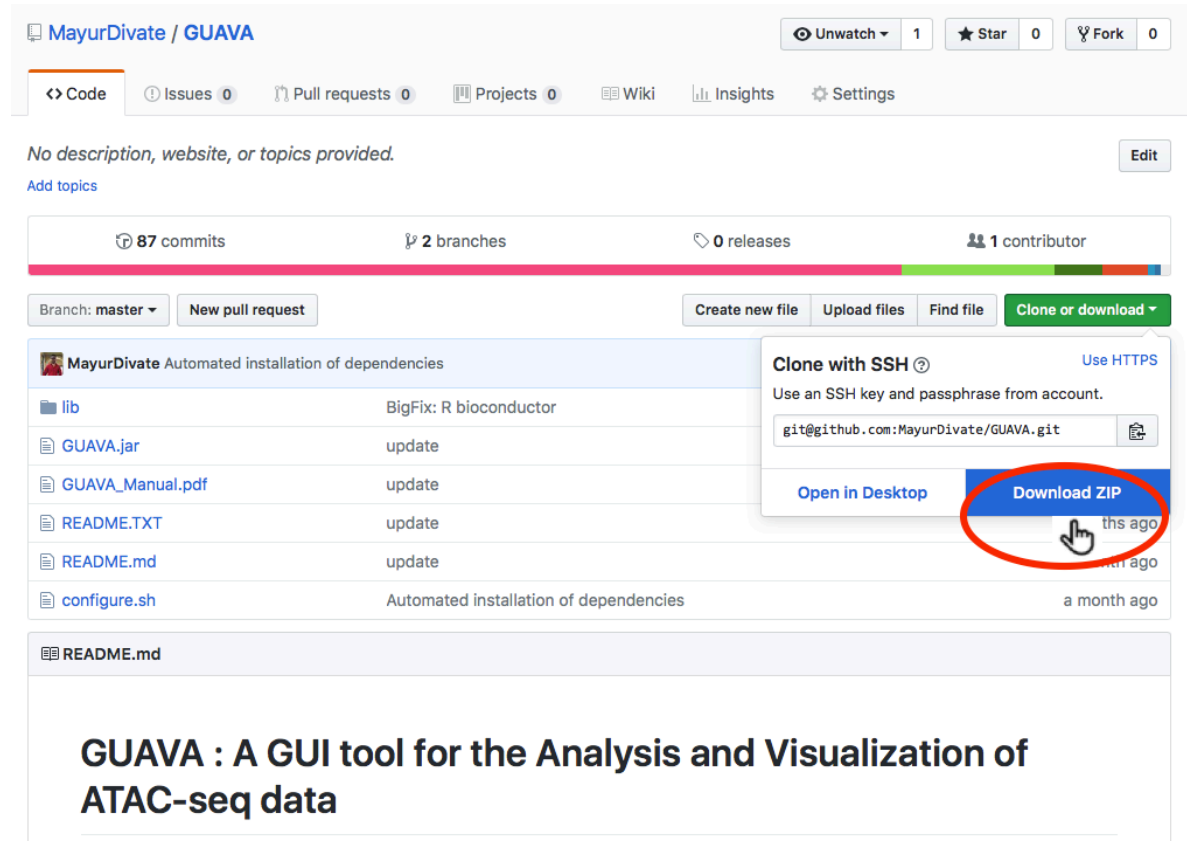 MayurDivate / GUAVA
Unwatch 1 Star 0 Fork 0
Code Issues 0 Pull requests 0 Projects 0 Wiki Insights Settings
No description, website, or topics provided.
Edit
Add topics
87 commits 2 branches 0 releases 1 contributor
Branch: master New pull request Create new file Upload files Find file Clone or download
MayurDivate Automated installation of dependencies
Clone with SSH Use HTTPS
Use an SSH key and passphrase from account.
git@github.com:MayurDivate/GUAVA.git
Open in Desktop Download ZIP
lib BigFix: R bioconductor
GUAVA.jar update
GUAVA_Manual.pdf update
README.TXT update ths ago
README.md update ago
configure.sh Automated installation of dependencies a month ago
README.md
GUAVA : A GUI tool for the Analysis and Visualization of
ATAC-seq data